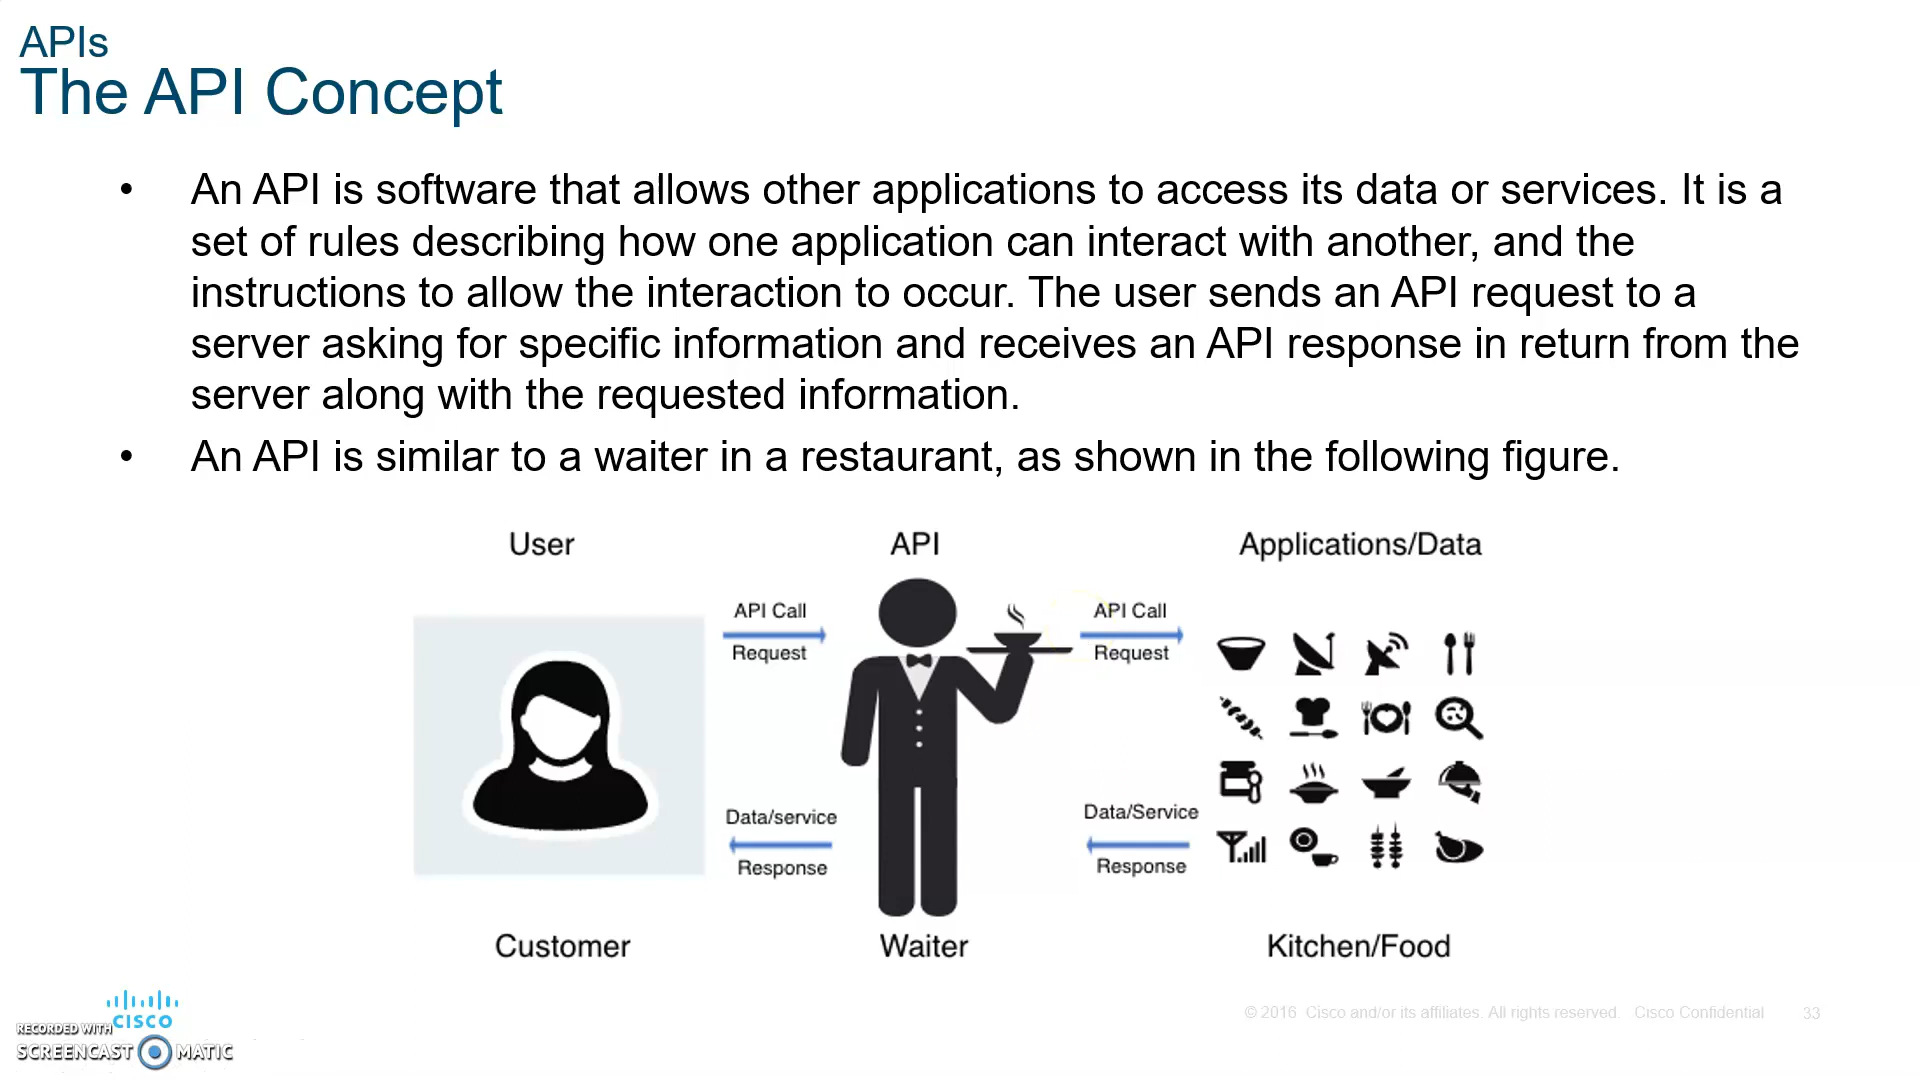 APIs
The API Concept
• An API is software that allows other applications to access its data or services. It is a
set of rules describing how one application can interact with another, and the
instructions to allow the interaction to occur. The user sends an API request to a
server asking for specific information and receives an API response in return from the
server along with the requested information.
• An API is similar to a waiter in a restaurant, as shown in the following figure.
User
API
Applications/Data
API Call
Request
API Call
Request
Data/service
Response
Data/Service
Response
Customer
Waiter
Kitchen/Food
CISCO
RECORDED WITH
SCREENCAST MATIC
© 2016 Cisco and/or its affiliates. All rights reserved. Cisco Confidential
33